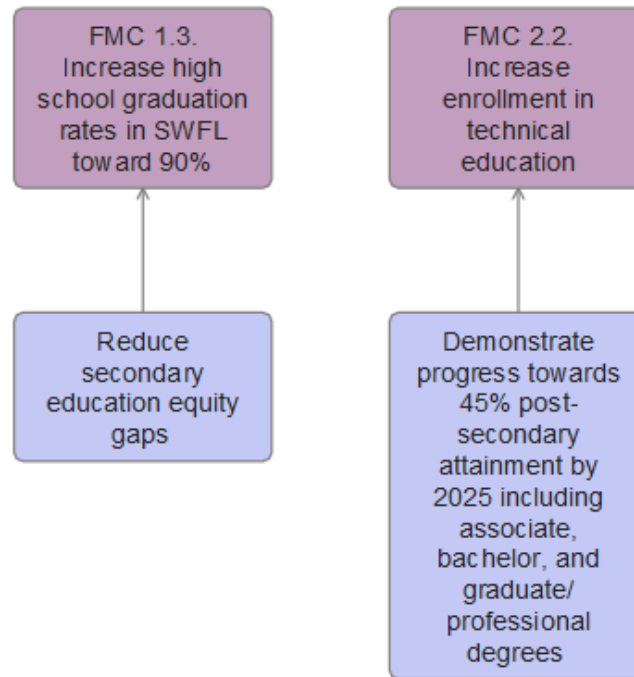 FMC 1.3.
Increase high
school graduation
rates in SWFL
toward 90%
FMC 2.2.
Increase
enrollment in
technical
education
Reduce
secondary
education equity
gaps
Demonstrate
progress towards
45% post-
secondary
attainment by
2025 including
associate,
bachelor, and
graduate/
professional
degrees